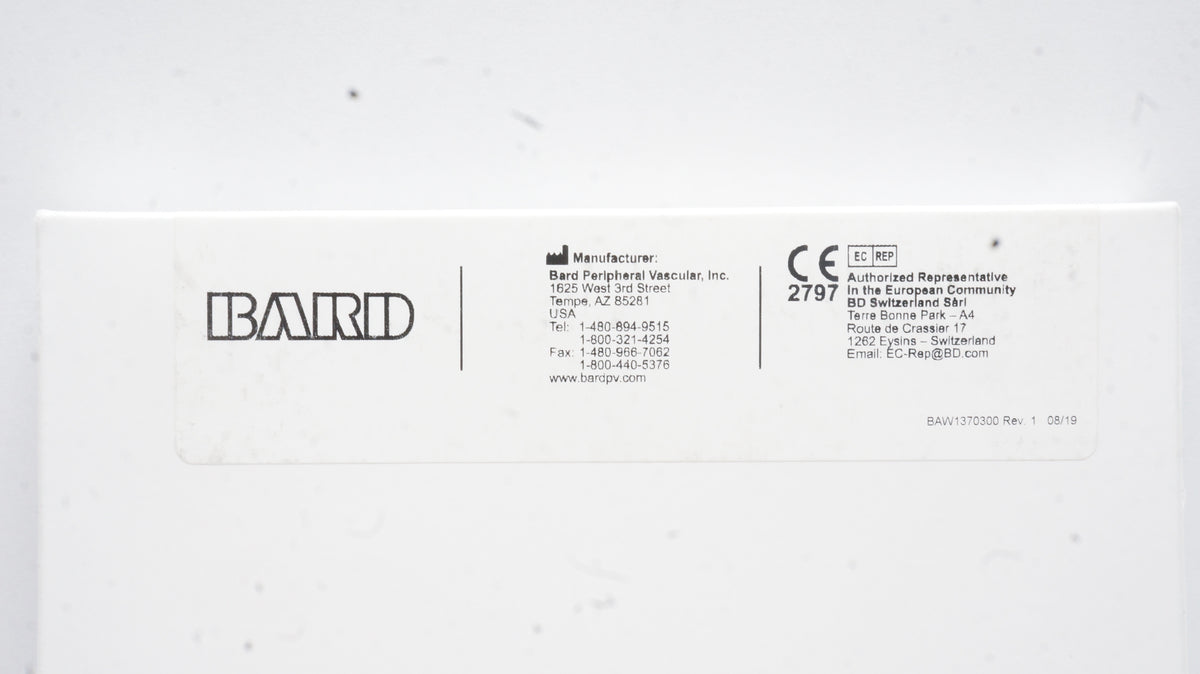 BARD
Manufacturer:
Bard Peripheral Vascular, Inc.
1625 West 3rd Street
Tempe, AZ 85281
USA
Tel: 1-480-894-9515
1-800-321-4254
Fax: 1-480-966-7062
1-800-440-5376
www.bardpv.com
CE
2797
EC REP
Authorized Representative
in the European Community
BD Switzerland Sàrl
Terre Bonne Park – A4
Route de Crassier 17
1262 Eysins – Switzerland
Email: EC-Rep@BD.com
BAW1370300 Rev. 1 08/19